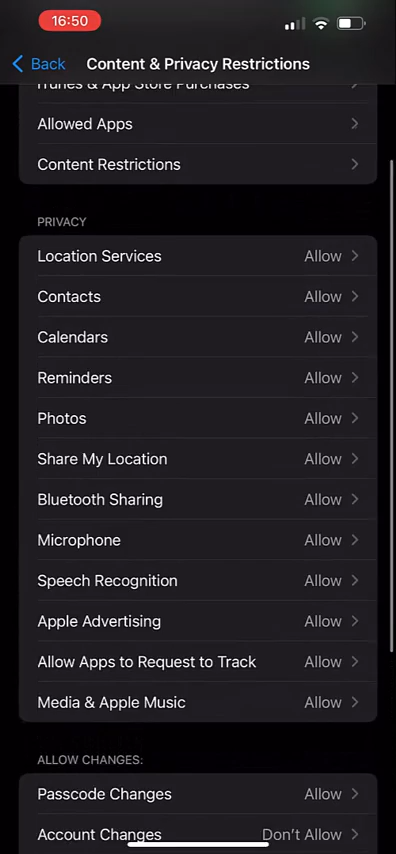 16:50
Back
Content & Privacy Restrictions
iTunes & App Store Purchases
Allowed Apps
Content Restrictions
PRIVACY
Location Services Allow
Contacts Allow
Calendars Allow
Reminders Allow
Photos Allow
Share My Location Allow
Bluetooth Sharing Allow
Microphone Allow
Speech Recognition Allow
Apple Advertising Allow
Allow Apps to Request to Track Allow
Media & Apple Music Allow
ALLOW CHANGES:
Passcode Changes Allow
Account Changes Don't Allow